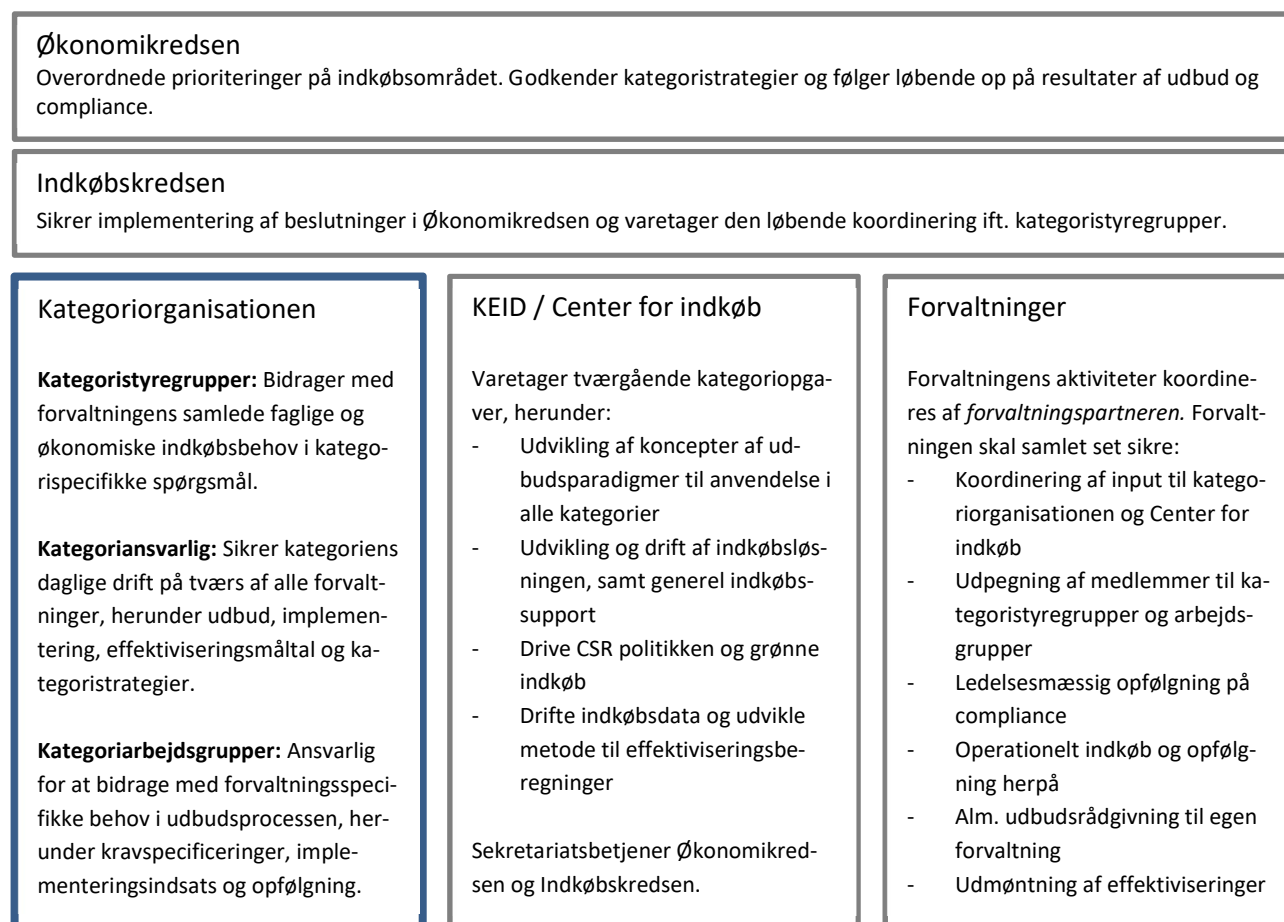 Økonomikredsen
Overordnede prioriteringer på indkøbsområdet. Godkender kategoristrategier og følger løbende op på resultater af udbud og
compliance.
Indkøbskredsen
Sikrer implementering af beslutninger i Økonomikredsen og varetager den løbende koordinering ift. kategoristyregrupper.
Kategoriorganisationen
Kategoristyregrupper: Bidrager med
forvaltningens samlede faglige og
økonomiske indkøbsbehov i katego-
rispecifikke spørgsmål.
Kategoriansvarlig: Sikrer kategoriens
daglige drift på tværs af alle forvalt-
ninger, herunder udbud, implemen-
tering, effektiviseringsmåltal og ka-
tegoristrategier.
Kategoriarbejdsgrupper: Ansvarlig
for at bidrage med forvaltningsspeci-
fikke behov i udbudsprocessen, her-
under kravspecificeringer, imple-
menteringsindsats og opfølgning.
KEID / Center for indkøb
Varetager tværgående kategoriopga-
ver, herunder:
- Udvikling af koncepter af ud-
budsparadigmer til anvendelse i
alle kategorier
- Udvikling og drift af indkøbsløs-
ningen, samt generel indkøbs-
support
- Drive CSR politikken og grønne
indkøb
- Drifte indkøbsdata og udvikle
metode til effektiviseringsbe-
regninger
Sekretariatsbetjener Økonomikred-
sen og Indkøbskredsen.
Forvaltninger
Forvaltningens aktiviteter koordine-
res af forvaltningspartneren. Forvalt-
ningen skal samlet set sikre:
- Koordinering af input til katego-
riorganisationen og Center for
indkøb
- Udpegning af medlemmer til ka-
tegoristyregrupper og arbejds-
grupper
- Ledelsesmæssig opfølgning på
compliance
- Operationelt indkøb og opfølg-
ning herpå
- Alm. udbudsrådgivning til egen
forvaltning
- Udmøntning af effektiviseringer